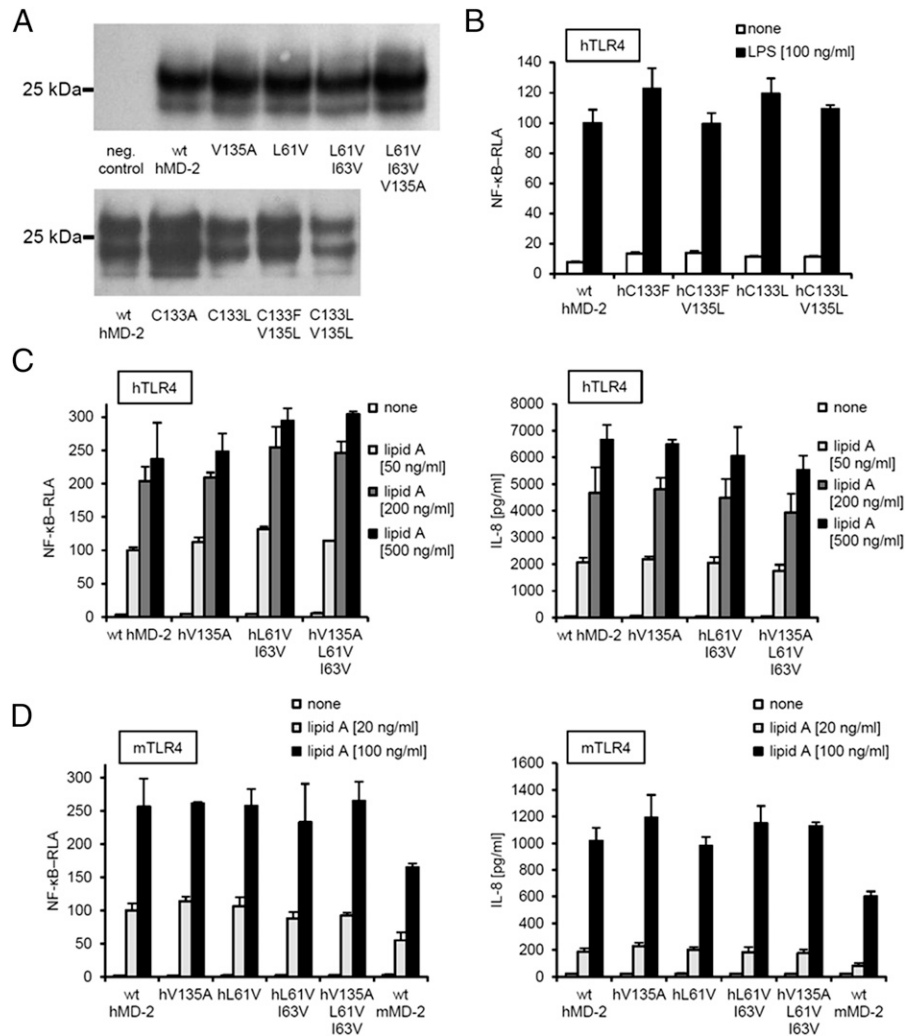 A
25 kDa
neg. control
wt hMD-2
V135A
L61V
L61V I63V
L61V I63V V135A
25 kDa
wt hMD-2
C133A
C133L
C133F V135L
C133L V135L
B
hTLR4
none
LPS [100 ng/ml]
NF-κB–RLA
140
120
100
80
60
40
20
0
wt hMD-2
hC133F
hC133F V135L
hC133L
hC133L V135L
C
hTLR4
none
lipid A [50 ng/ml]
lipid A [200 ng/ml]
lipid A [500 ng/ml]
NF-κB–RLA
300
250
200
150
100
50
0
wt hMD-2
hV135A
hL61V I63V
hV135A L61V I63V
hTLR4
none
lipid A [50 ng/ml]
lipid A [200 ng/ml]
lipid A [500 ng/ml]
IL-8 [pg/ml]
8000
7000
6000
5000
4000
3000
2000
1000
0
wt hMD-2
hV135A
hL61V I63V
hV135A L61V I63V
D
mTLR4
none
lipid A [20 ng/ml]
lipid A [100 ng/ml]
NF-κB–RLA
300
250
200
150
100
50
0
wt hMD-2
hV135A
hL61V
hL61V I63V
hV135A L61V I63V
wt mMD-2
mTLR4
none
lipid A [20 ng/ml]
lipid A [100 ng/ml]
IL-8 [pg/ml]
1600
1400
1200
1000
800
600
400
200
0
wt hMD-2
hV135A
hL61V
hL61V I63V
hV135A L61V I63V
wt mMD-2